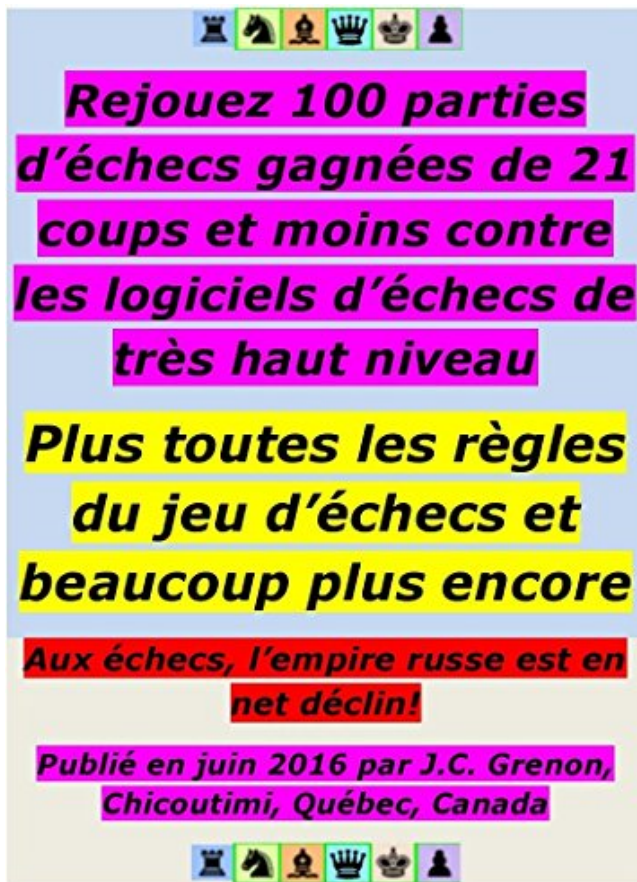 Rejouez 100 parties
d'échecs gagnées de 21
coups et moins contre
les logiciels d'échecs de
très haut niveau
Plus toutes les règles
du jeu d'échecs et
beaucoup plus encore
Aux échecs, l'empire russe est en
net déclin!
Publié en juin 2016 par J.C. Grenon,
Chicoutimi, Québec, Canada